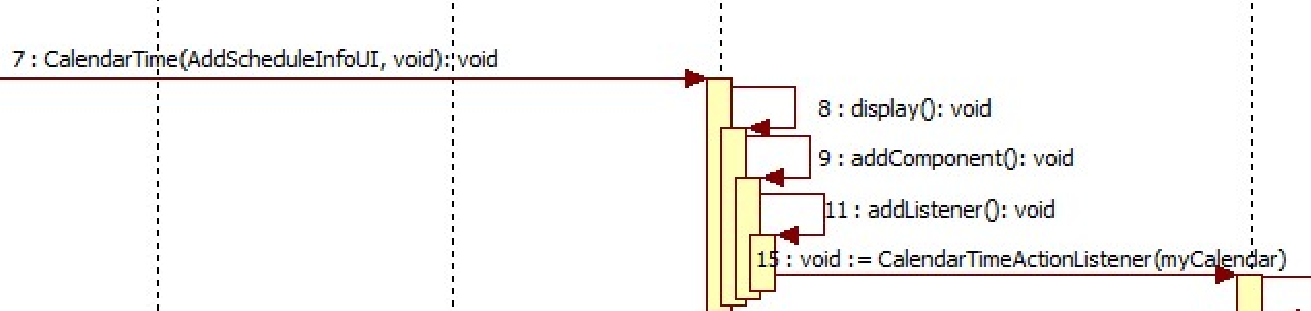 7 : CalendarTime(AddScheduleInfoUI, void): void
8 : display(): void
9 : addComponent(): void
11 : addListener(): void
15 : void := CalendarTimeActionListener(myCalendar)